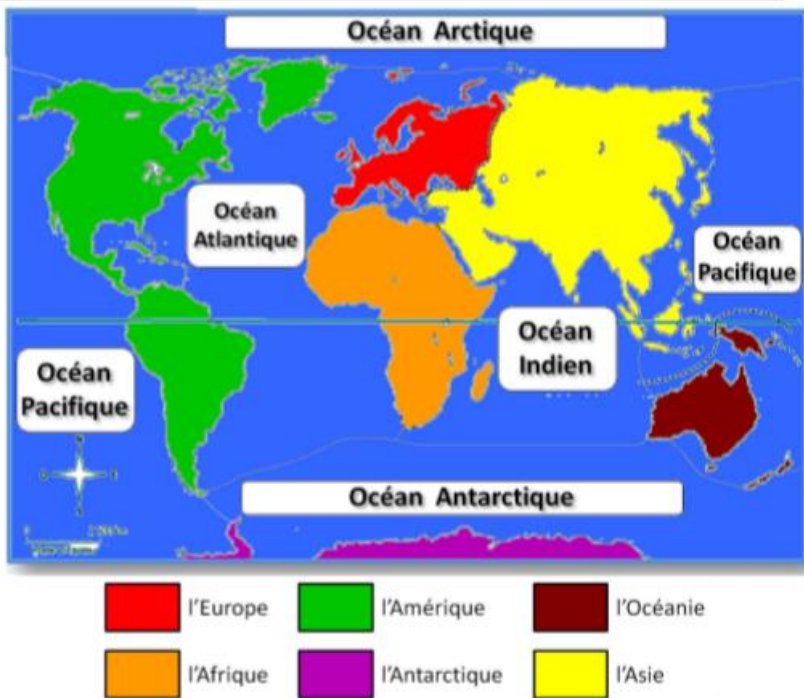 Océan Arctique
Océan
Atlantique
Océan
Pacifique
Océan
Indien
Océan
Pacifique
N
O
E
S
Océan Antarctique
l'Europe
l'Amérique
l'Océanie
l'Afrique
l'Antarctique
l'Asie